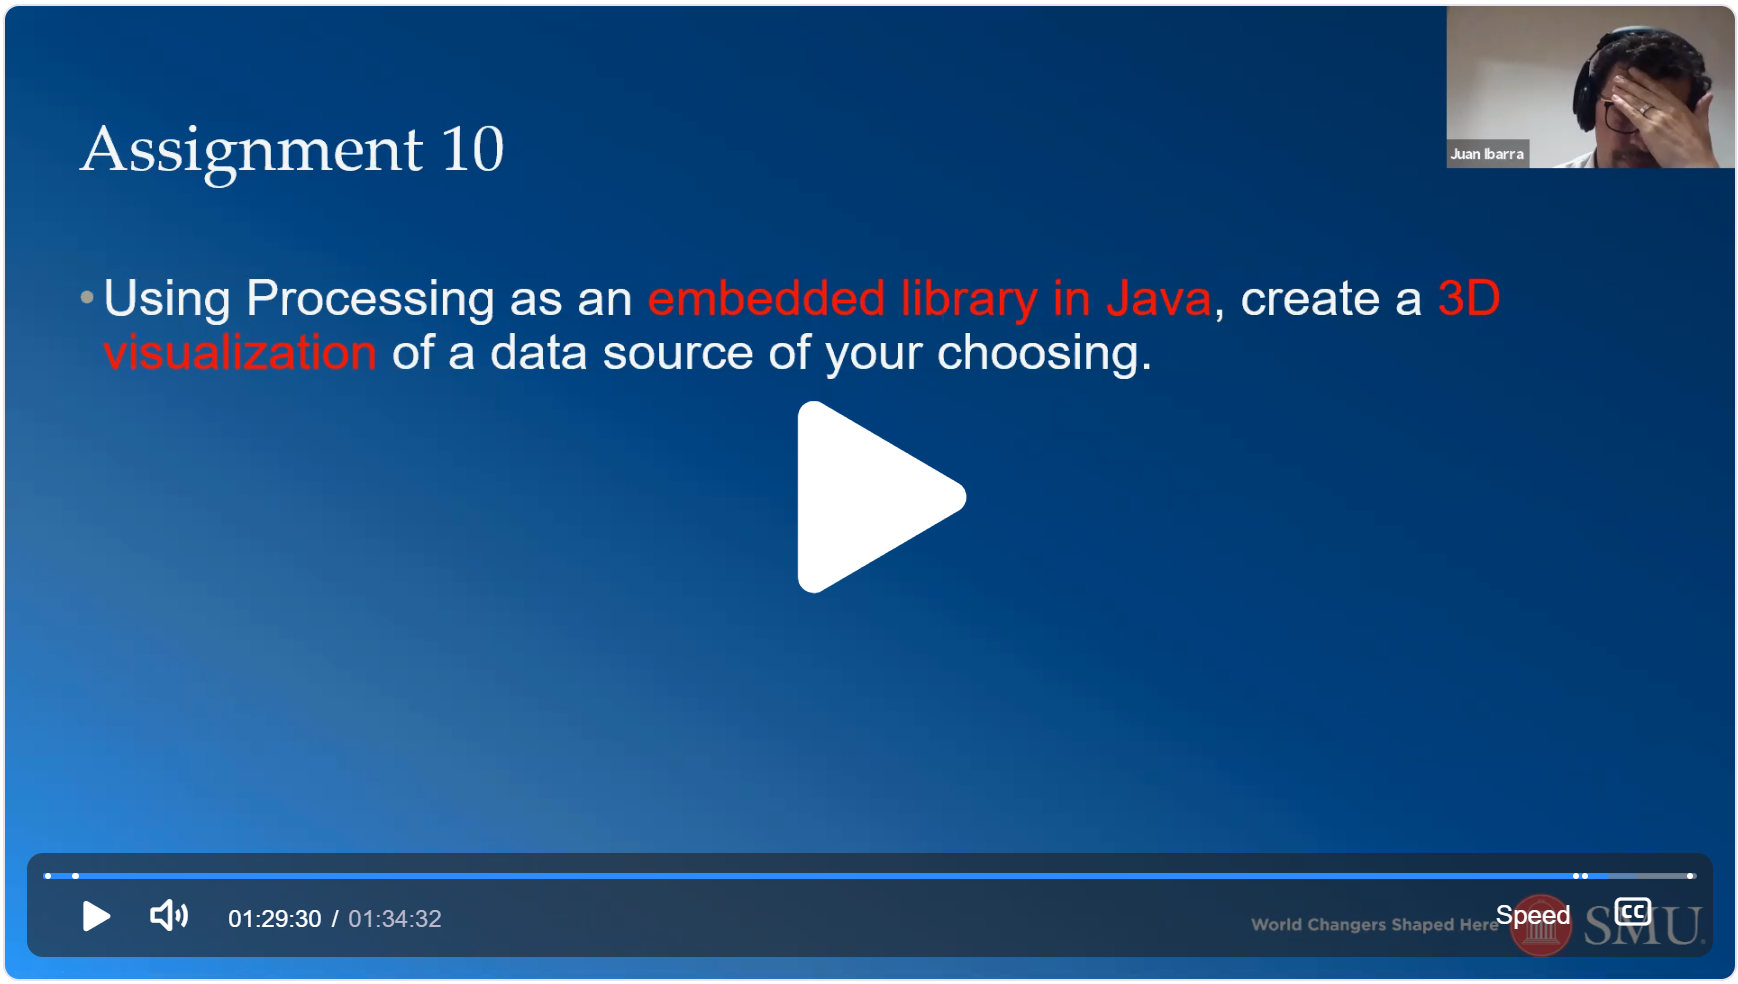 Juan Ibarra
Assignment 10
• Using Processing as an embedded library in Java, create a 3D
visualization of a data source of your choosing.
01:29:30 / 01:34:32
World Changers Shaped Here
Speed
CC
SMU.